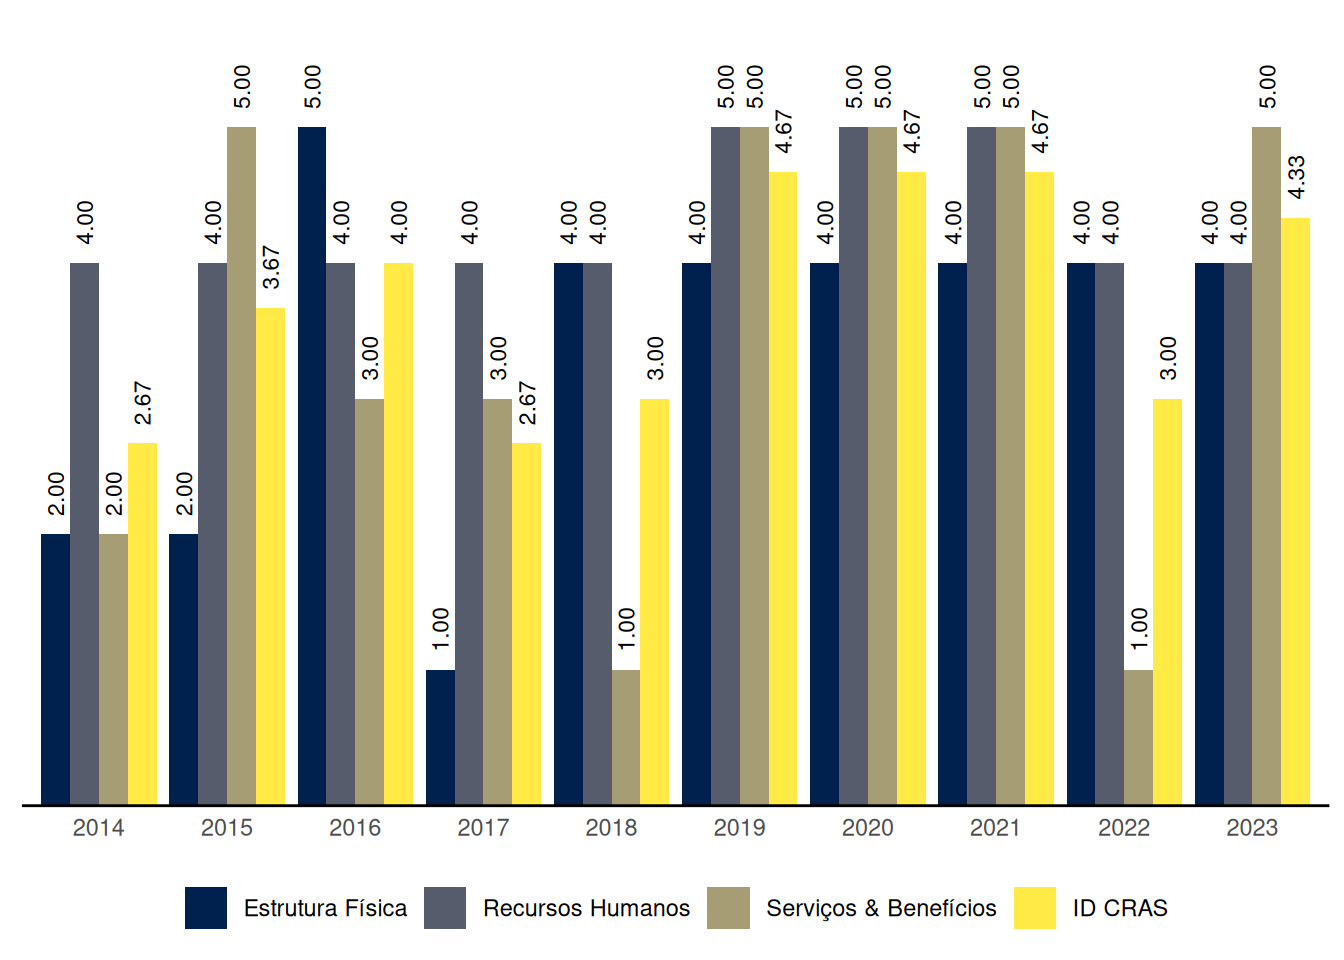 5.00 5.00 5.00 5.00 5.00 5.00 5.00 5.00 5.00
4.67 4.67 4.67
4.33
4.00 4.00 4.00 4.00 4.00 4.00 4.00 4.00 4.00 4.00 4.00 4.00 4.00 4.00
3.67
3.00 3.00 3.00 3.00
2.67 2.67
2.00 2.00 2.00
1.00 1.00 1.00
2014 2015 2016 2017 2018 2019 2020 2021 2022 2023
Estrutura Física Recursos Humanos Serviços & Benefícios ID CRAS